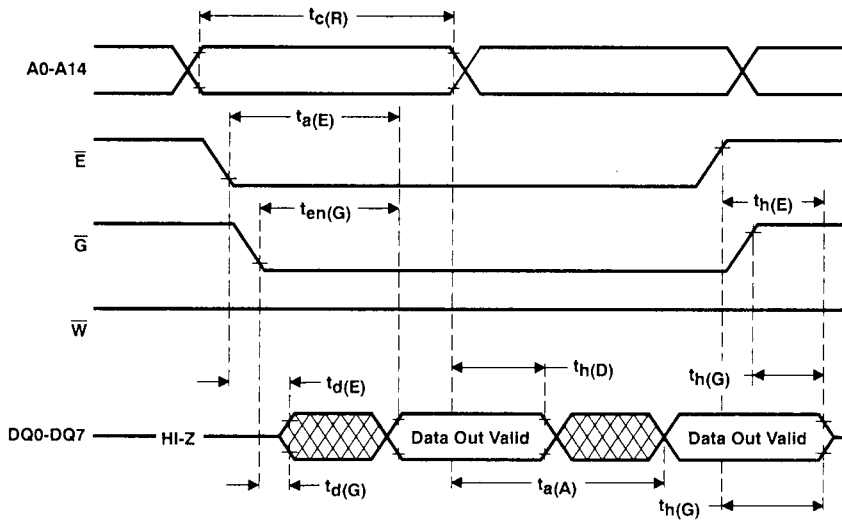 tc(R)
A0-A14
ta(E)
E̅
ten(G)
th(E)
G̅
W̅
td(E)
th(D)
th(G)
DQ0-DQ7
HI-Z
Data Out Valid
Data Out Valid
td(G)
ta(A)
th(G)